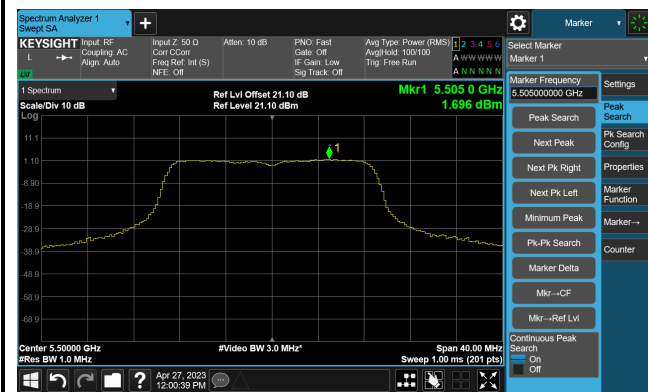 Spectrum Analyzer 1
Swept SA
KEYSIGHT
L
LXI
Input: RF
Coupling: AC
Align: Auto
Input Z: 50 Ω
Corr CCorr
Freq Ref: Int (S)
NFE: Off
Atten: 10 dB
PNO: Fast
Gate: Off
IF Gain: Low
Sig Track: Off
Avg Type: Power (RMS)
Avg|Hold: 100/100
Trig: Free Run
1 2 3 4 5 6
A W W W W W
A N N N N N
1 Spectrum
Scale/Div 10 dB
Log
Ref Lvl Offset 21.10 dB
Ref Level 21.10 dBm
Mkr1 5.505 0 GHz
1.696 dBm
1
11.1
1.10
-8.90
-18.9
-28.9
-38.9
-48.9
-58.9
-68.9
Center 5.50000 GHz
#Res BW 1.0 MHz
#Video BW 3.0 MHz*
Span 40.00 MHz
Sweep 1.00 ms (201 pts)
Apr 27, 2023
12:00:39 PM
Marker
Select Marker
Marker 1
Marker Frequency
5.505000000 GHz
Peak Search
Next Peak
Next Pk Right
Next Pk Left
Minimum Peak
Pk-Pk Search
Marker Delta
Mkr→CF
Mkr→Ref Lvl
Continuous Peak
Search
On
Off
Settings
Peak
Search
Pk Search
Config
Properties
Marker
Function
Marker→
Counter